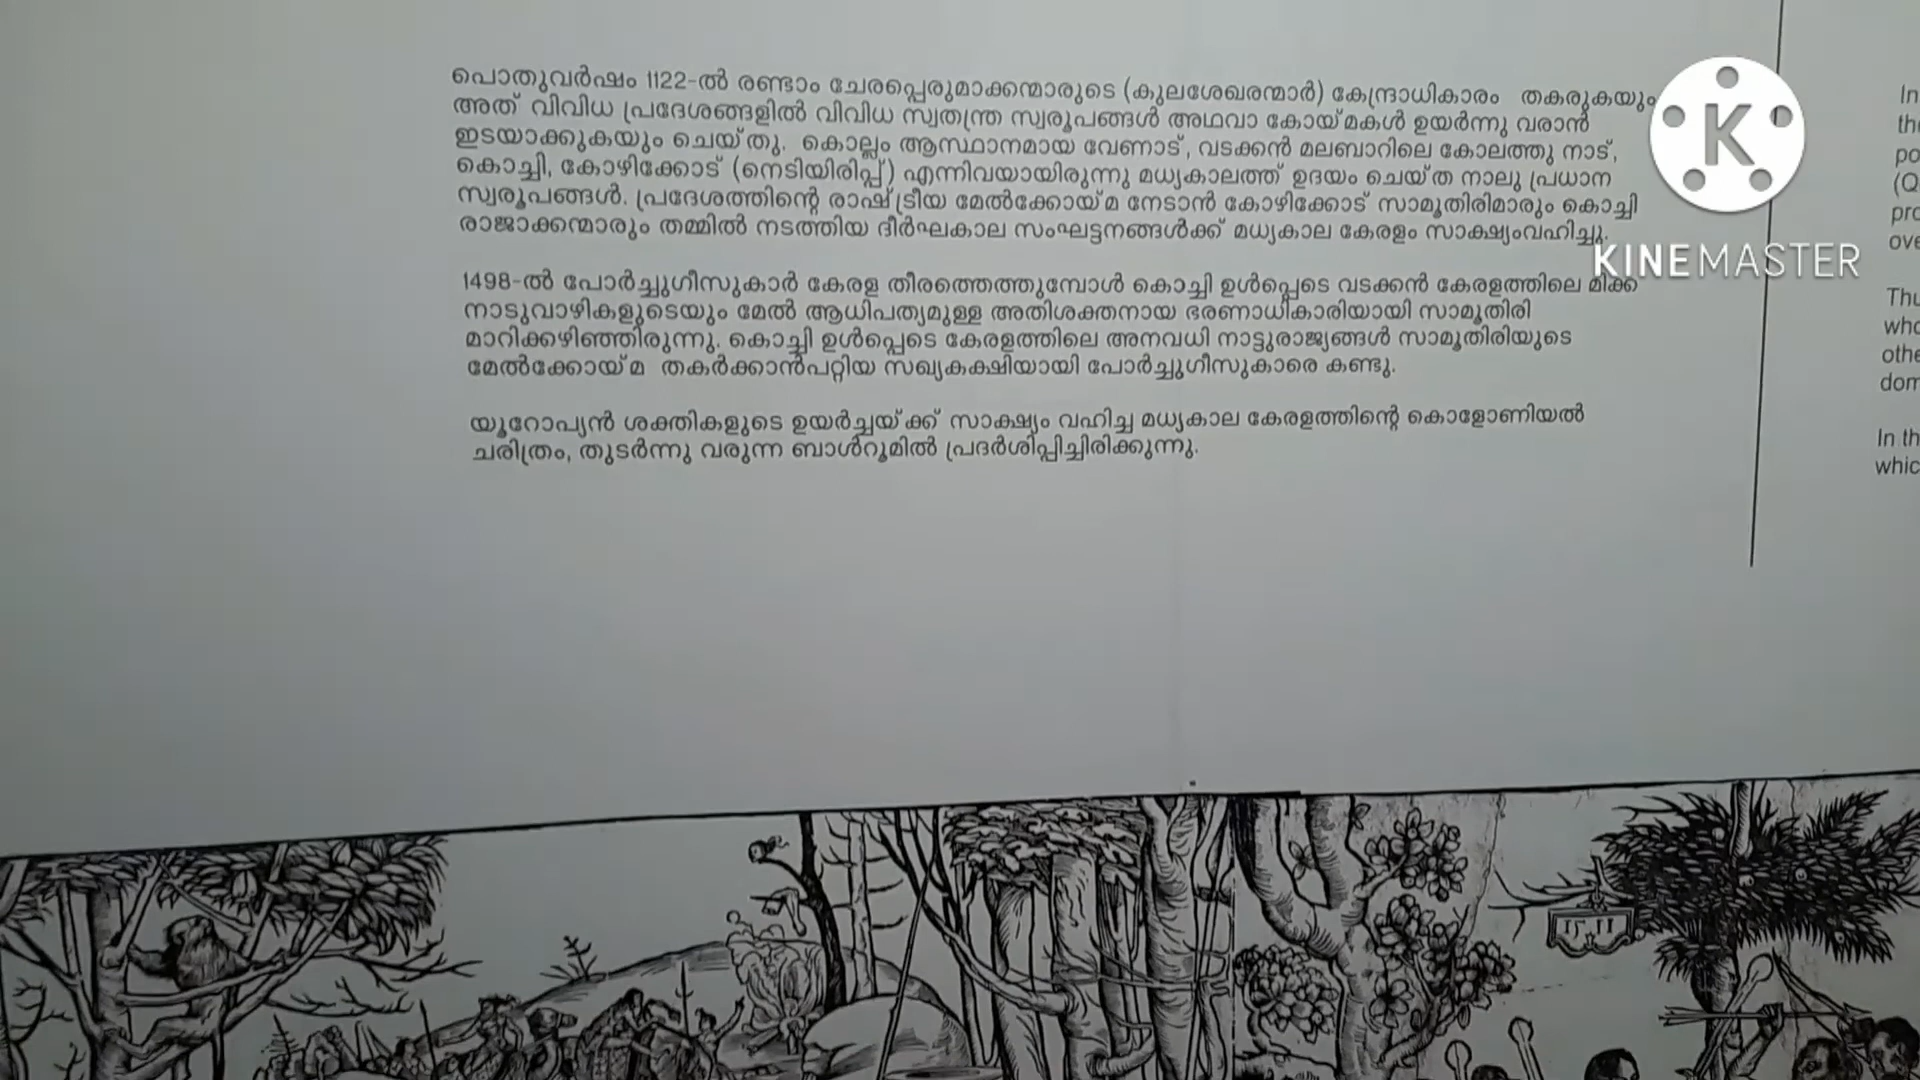 പൊതുവർഷം 1122-ൽ രണ്ടാം ചേരപ്പെരുമാക്കന്മാരുടെ (കുലശേഖരന്മാർ) കേന്ദ്രാധികാരം തകരുകയും
അത് വിവിധ പ്രദേശങ്ങളിൽ വിവിധ സ്വതന്ത്ര സ്വരൂപങ്ങൾ അഥവാ കോയ്മകൾ ഉയർന്നു വരാൻ
ഇടയാക്കുകയും ചെയ്തു. കൊല്ലം ആസ്ഥാനമായ വേണാട്, വടക്കൻ മലബാറിലെ കോലത്തു നാട്,
കൊച്ചി, കോഴിക്കോട് (നെടിയിരിപ്പ്) എന്നിവയായിരുന്നു മധ്യകാലത്ത് ഉദയം ചെയ്ത നാലു പ്രധാന
സ്വരൂപങ്ങൾ. പ്രദേശത്തിന്റെ രാഷ്ട്രീയ മേൽക്കോയ്മ നേടാൻ കോഴിക്കോട് സാമൂതിരിമാരും കൊച്ചി
രാജാക്കന്മാരും തമ്മിൽ നടത്തിയ ദീർഘകാല സംഘട്ടനങ്ങൾക്ക് മധ്യകാല കേരളം സാക്ഷ്യംവഹിച്ചു.
1498-ൽ പോർച്ചുഗീസുകാർ കേരള തീരത്തെത്തുമ്പോൾ കൊച്ചി ഉൾപ്പെടെ വടക്കൻ കേരളത്തിലെ മിക്ക
നാടുവാഴികളുടെയും മേൽ ആധിപത്യമുള്ള അതിശക്തനായ ഭരണാധികാരിയായി സാമൂതിരി
മാറിക്കഴിഞ്ഞിരുന്നു. കൊച്ചി ഉൾപ്പെടെ കേരളത്തിലെ അനവധി നാട്ടുരാജ്യങ്ങൾ സാമൂതിരിയുടെ
മേൽക്കോയ്മ തകർക്കാൻപറ്റിയ സഖ്യകക്ഷിയായി പോർച്ചുഗീസുകാരെ കണ്ടു.
യൂറോപ്യൻ ശക്തികളുടെ ഉയർച്ചയ്ക്ക് സാക്ഷ്യം വഹിച്ച മധ്യകാല കേരളത്തിന്റെ കൊളോണിയൽ
ചരിത്രം, തുടർന്നു വരുന്ന ബാൾറൂമിൽ പ്രദർശിപ്പിച്ചിരിക്കുന്നു.
K
KINEMASTER
In
(Q
In th